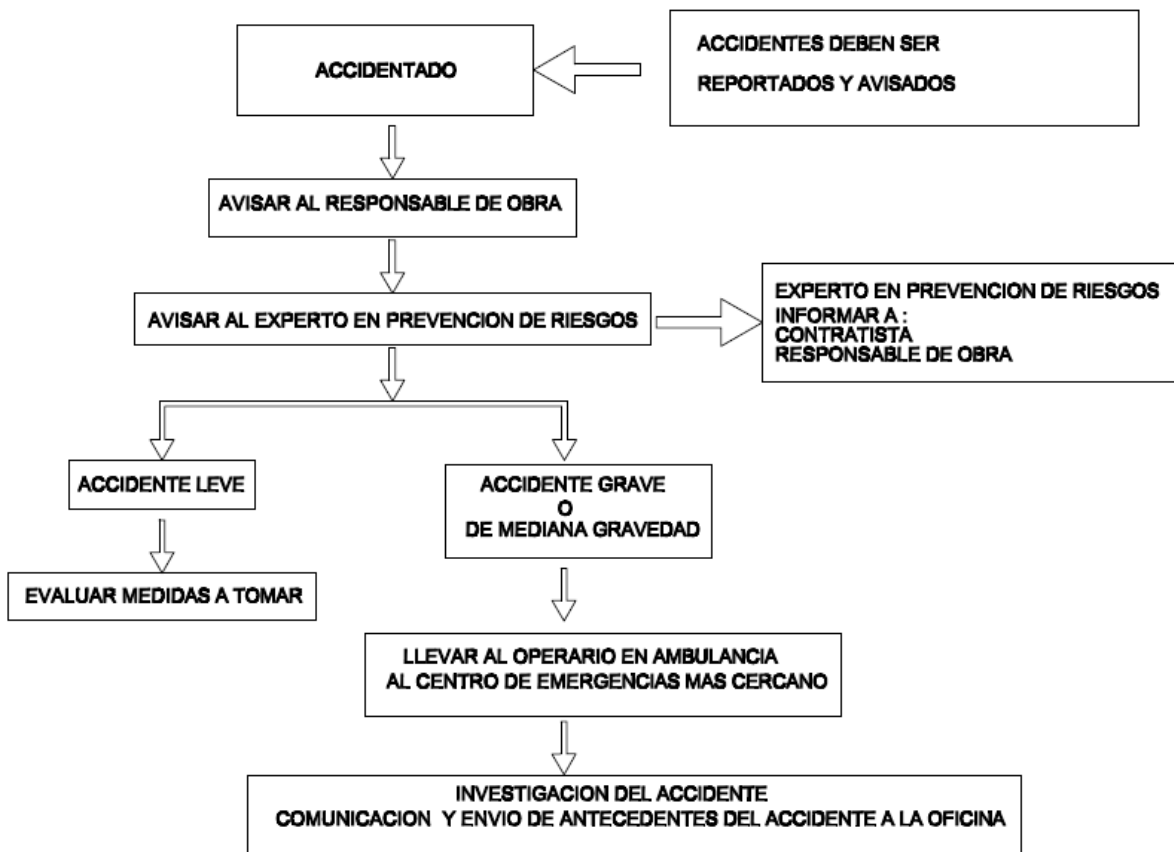 ACCIDENTADO
ACCIDENTES DEBEN SER
REPORTADOS Y AVISADOS
AVISAR AL RESPONSABLE DE OBRA
AVISAR AL EXPERTO EN PREVENCION DE RIESGOS
EXPERTO EN PREVENCION DE RIESGOS
INFORMAR A :
CONTRATISTA
RESPONSABLE DE OBRA
ACCIDENTE LEVE
ACCIDENTE GRAVE
O
DE MEDIANA GRAVEDAD
EVALUAR MEDIDAS A TOMAR
LLEVAR AL OPERARIO EN AMBULANCIA
AL CENTRO DE EMERGENCIAS MAS CERCANO
INVESTIGACION DEL ACCIDENTE
COMUNICACION Y ENVIO DE ANTECEDENTES DEL ACCIDENTE A LA OFICINA